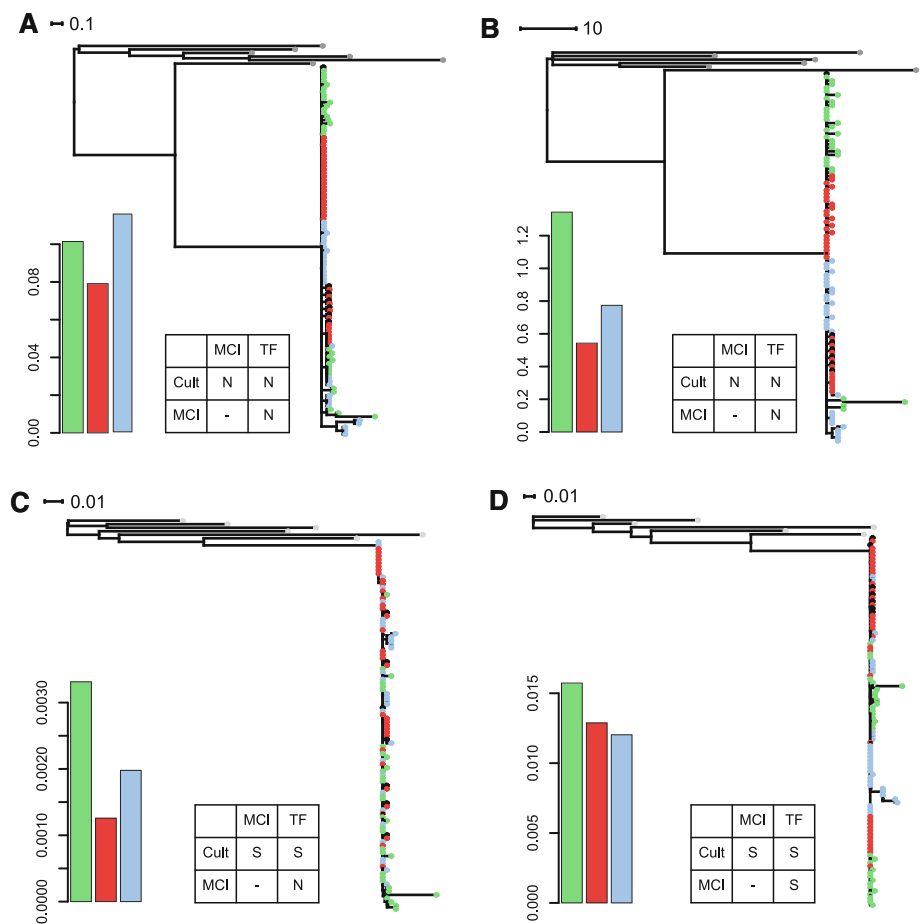 A
0.1
0.08
0.04
0.00
MCI TF
Cult N N
MCI - N
B
10
1.2
1.0
0.8
0.6
0.4
0.2
0.0
MCI TF
Cult N N
MCI - N
C
0.01
0.0030
0.0020
0.0010
0.0000
MCI TF
Cult S S
MCI - N
D
0.01
0.015
0.010
0.005
0.000
MCI TF
Cult S S
MCI - S